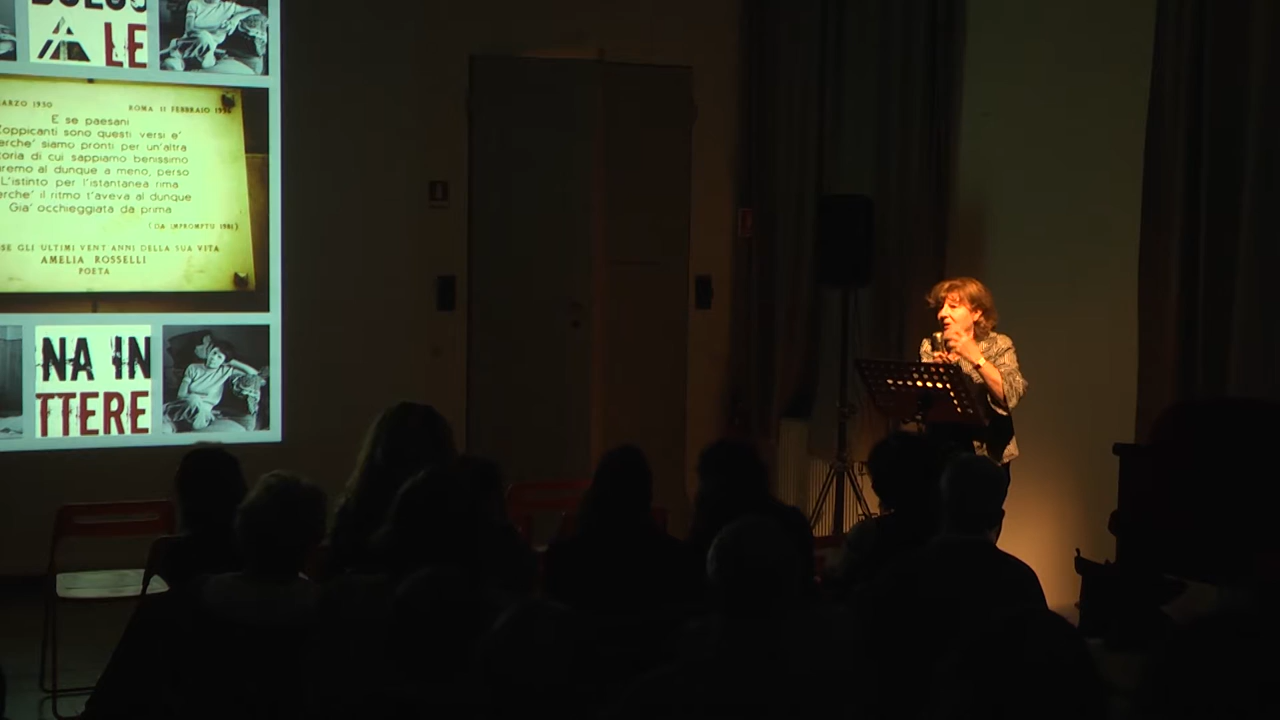 LE
ARZO 1930
ROMA 11 FEBBRAIO
E se paesani
Zoppicanti sono questi versi e'
erche' siamo pronti per un'altra
toria di cui sappiamo benissimo
remo al dunque a meno, perso
L'istinto per l'istantanea rima
erche' il ritmo t'aveva al dunque
Gia' occhieggiata da prima
(DA IMPROMPTU 1981)
SE GLI ULTIMI VENT'ANNI DELLA SUA VITA
AMELIA ROSSELLI
POETA
NA IN
TTERE